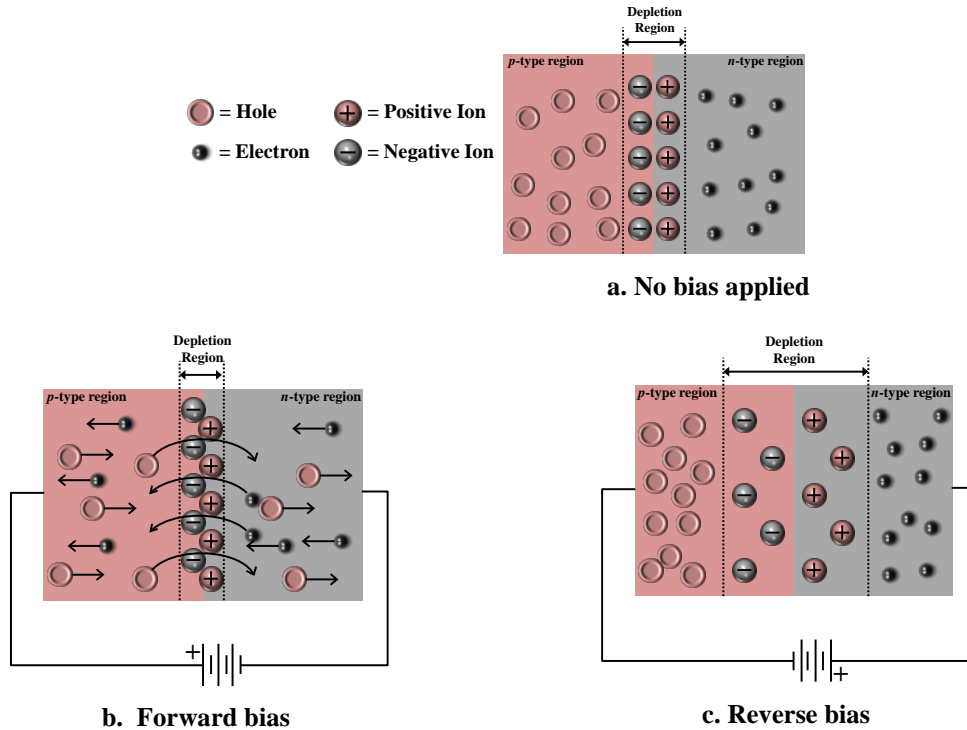 Depletion
Region
p-type region
n-type region
= Hole
= Positive Ion
= Electron
= Negative Ion
a. No bias applied
Depletion
Region
p-type region
n-type region
+
b. Forward bias
Depletion
Region
p-type region
n-type region
+
c. Reverse bias